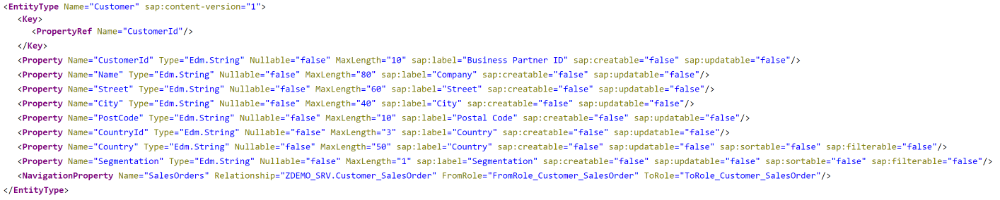 <EntityType Name="Customer" sap:content-version="1">
<Key>
<PropertyRef Name="CustomerId"/>
</Key>
<Property Name="CustomerId" Type="Edm.String" Nullable="false" MaxLength="10" sap:label="Business Partner ID" sap:creatable="false" sap:updatable="false"/>
<Property Name="Name" Type="Edm.String" Nullable="false" MaxLength="80" sap:label="Company" sap:creatable="false" sap:updatable="false"/>
<Property Name="Street" Type="Edm.String" Nullable="false" MaxLength="60" sap:label="Street" sap:creatable="false" sap:updatable="false"/>
<Property Name="City" Type="Edm.String" Nullable="false" MaxLength="40" sap:label="City" sap:creatable="false" sap:updatable="false"/>
<Property Name="PostCode" Type="Edm.String" Nullable="false" MaxLength="10" sap:label="Postal Code" sap:creatable="false" sap:updatable="false"/>
<Property Name="CountryId" Type="Edm.String" Nullable="false" MaxLength="3" sap:label="Country" sap:creatable="false" sap:updatable="false"/>
<Property Name="Country" Type="Edm.String" Nullable="false" MaxLength="50" sap:label="Country" sap:creatable="false" sap:updatable="false" sap:sortable="false" sap:filterable="false"/>
<Property Name="Segmentation" Type="Edm.String" Nullable="false" MaxLength="1" sap:label="Segmentation" sap:creatable="false" sap:updatable="false" sap:sortable="false" sap:filterable="false"/>
<NavigationProperty Name="SalesOrders" Relationship="ZDEMO_SRV.Customer_SalesOrder" FromRole="FromRole_Customer_SalesOrder" ToRole="ToRole_Customer_SalesOrder"/>
</EntityType>